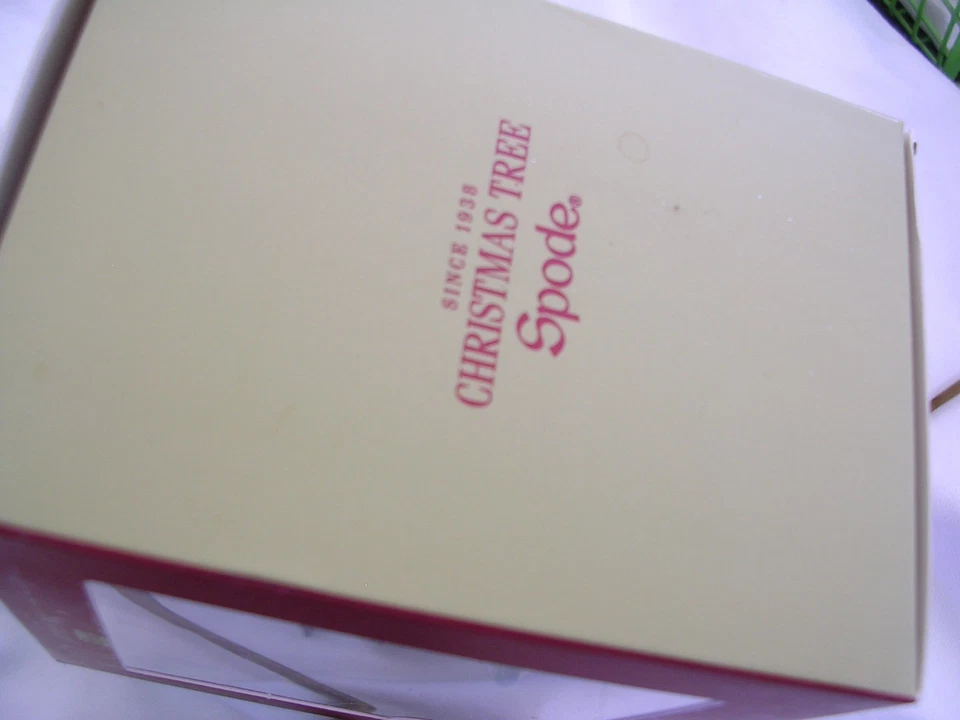 SINCE 1938
CHRISTMAS TREE
Spode®